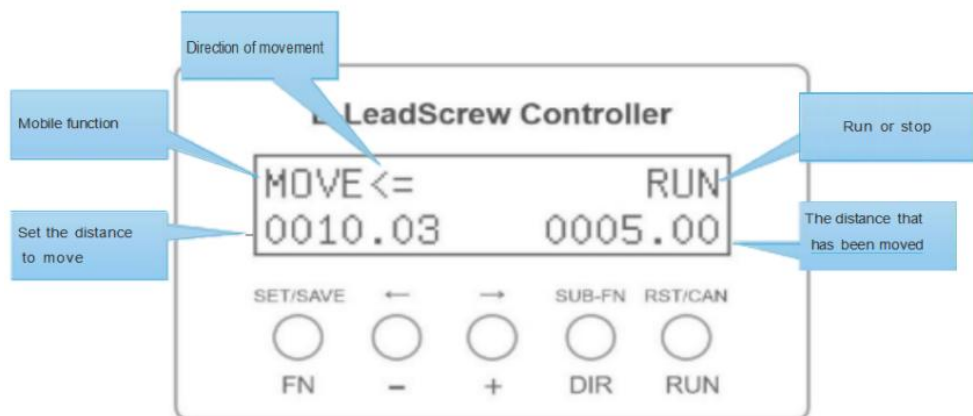 Direction of movement
LeadScrew Controller
Mobile function
Run or stop
MOVE<= RUN
0010.03 0005.00
Set the distance
to move
The distance that
has been moved
SET/SAVE ← → SUB-FN RST/CAN
FN - + DIR RUN